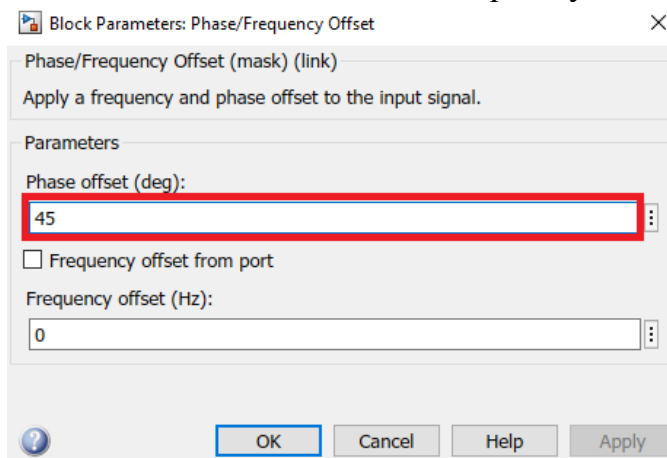 Block Parameters: Phase/Frequency Offset
Phase/Frequency Offset (mask) (link)
Apply a frequency and phase offset to the input signal.
Parameters
Phase offset (deg):
45
Frequency offset from port
Frequency offset (Hz):
0
OK Cancel Help Apply